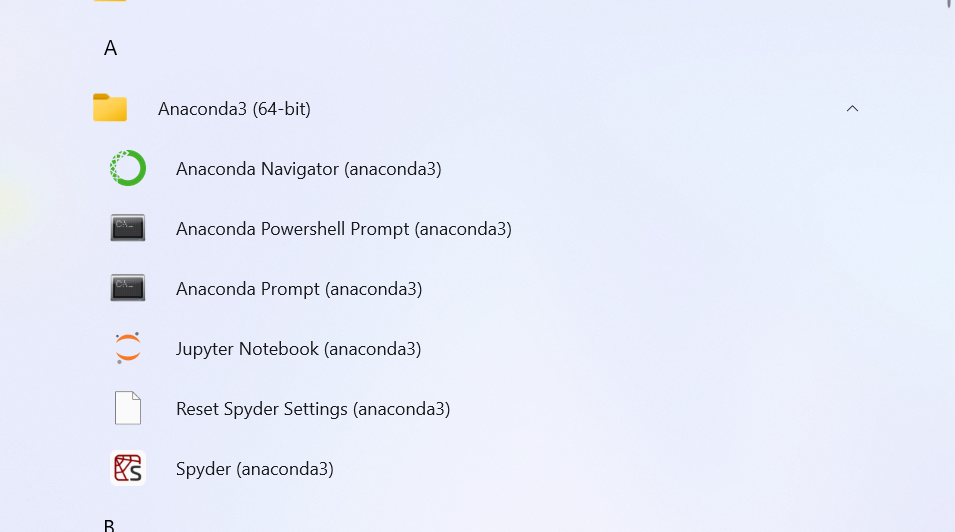 A
Anaconda3 (64-bit)
Anaconda Navigator (anaconda3)
Anaconda Powershell Prompt (anaconda3)
Anaconda Prompt (anaconda3)
Jupyter Notebook (anaconda3)
Reset Spyder Settings (anaconda3)
Spyder (anaconda3)
B